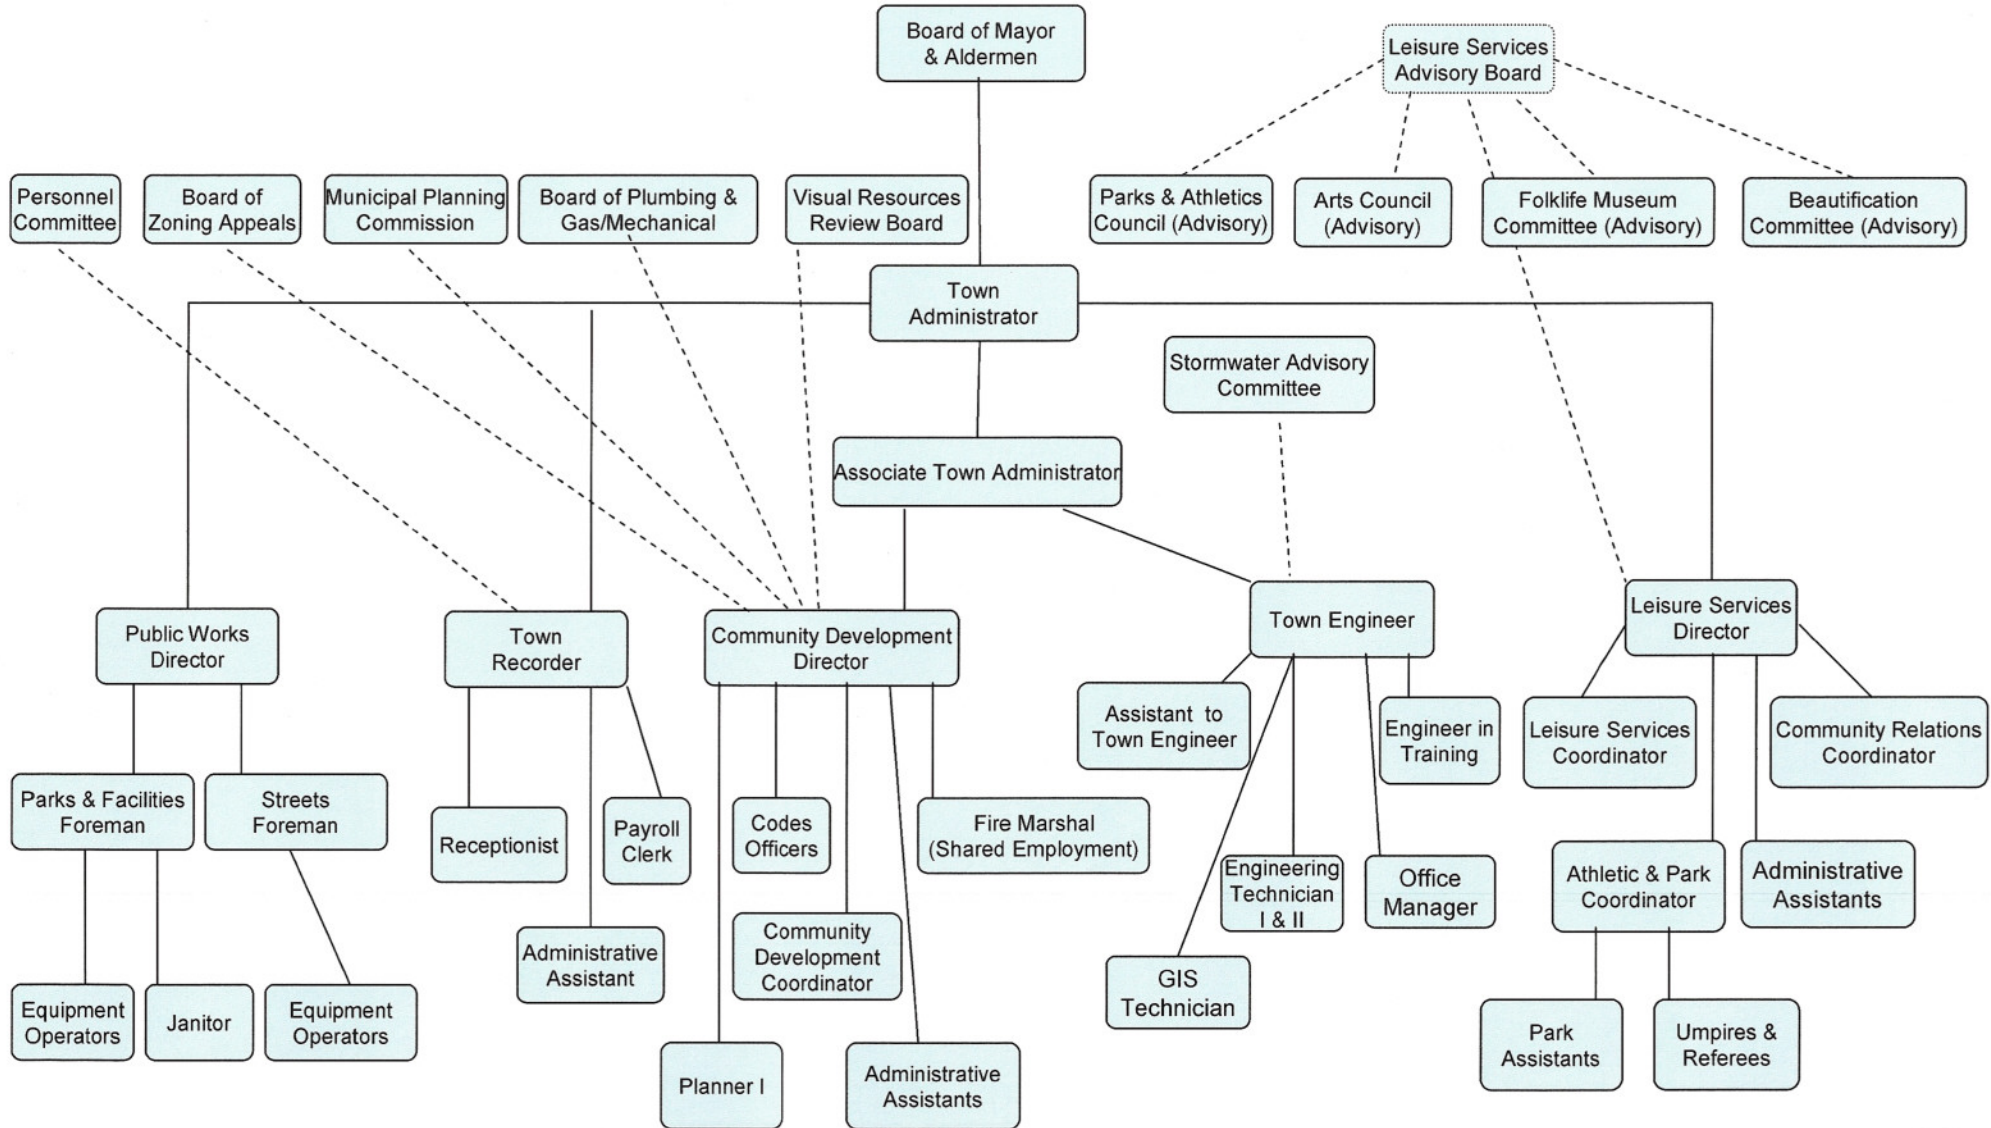 Board of Mayor
& Aldermen
Leisure Services
Advisory Board
Personnel
Committee
Board of
Zoning Appeals
Municipal Planning
Commission
Board of Plumbing &
Gas/Mechanical
Visual Resources
Review Board
Parks & Athletics
Council (Advisory)
Arts Council
(Advisory)
Folklife Museum
Committee (Advisory)
Beautification
Committee (Advisory)
Town
Administrator
Stormwater Advisory
Committee
Associate Town Administrator
Public Works
Director
Town
Recorder
Community Development
Director
Town Engineer
Leisure Services
Director
Assistant to
Town Engineer
Engineer in
Training
Leisure Services
Coordinator
Community Relations
Coordinator
Parks & Facilities
Foreman
Streets
Foreman
Receptionist
Payroll
Clerk
Codes
Officers
Fire Marshal
(Shared Employment)
Engineering
Technician
I & II
Office
Manager
Athletic & Park
Coordinator
Administrative
Assistants
Administrative
Assistant
Community
Development
Coordinator
GIS
Technician
Equipment
Operators
Janitor
Equipment
Operators
Park
Assistants
Umpires &
Referees
Planner I
Administrative
Assistants